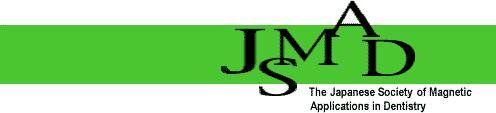 JSMAD
The Japanese Society of Magnetic
Applications in Dentistry